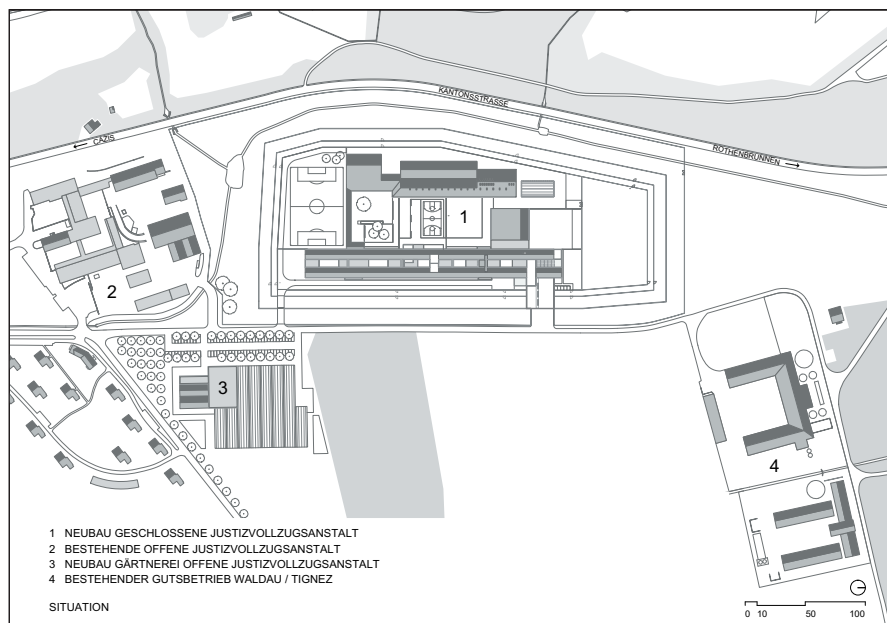 KANTONSSTRASSE
CAZIS
ROTHENBRUNNEN
1
2
3
4
1 NEUBAU GESCHLOSSENE JUSTIZVOLLZUGSANSTALT
2 BESTEHENDE OFFENE JUSTIZVOLLZUGSANSTALT
3 NEUBAU GÄRTNEREI OFFENE JUSTIZVOLLZUGSANSTALT
4 BESTEHENDER GUTSBETRIEB WALDAU / TIGNEZ
SITUATION
0 10 50 100